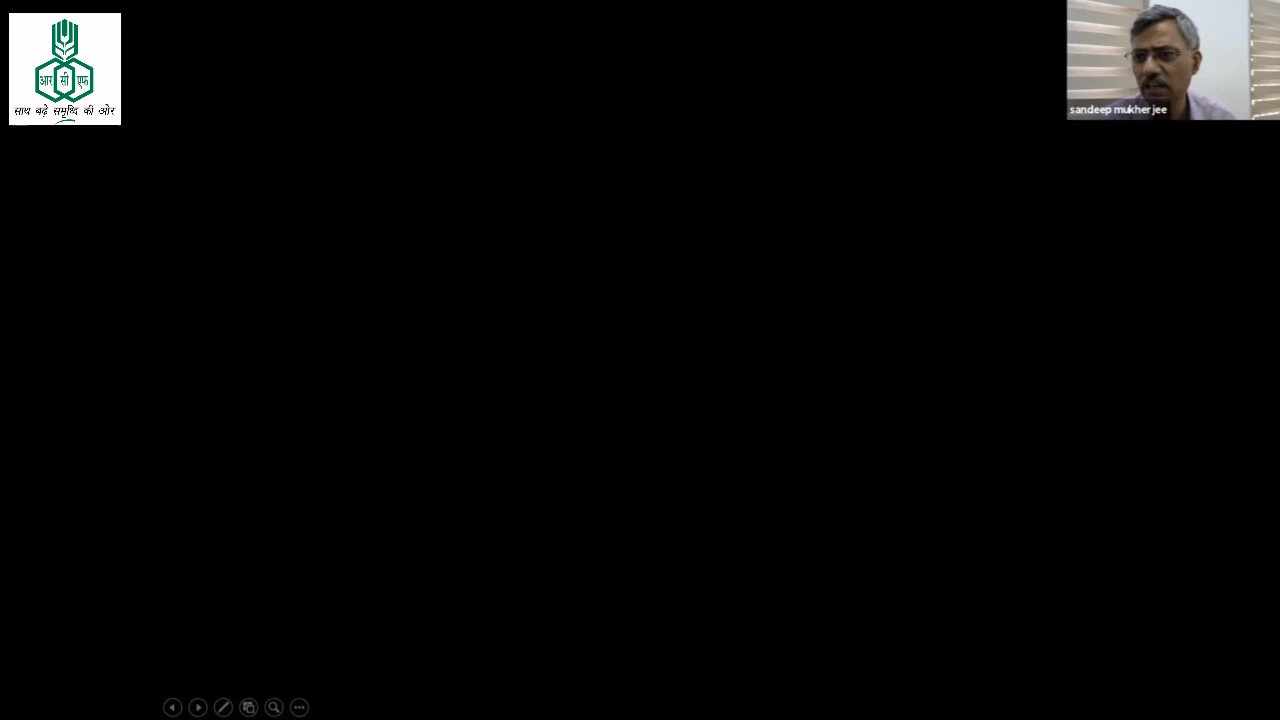 आर सी एफ
साथ बढ़े समृध्दि की ओर
sandeep mukherjee